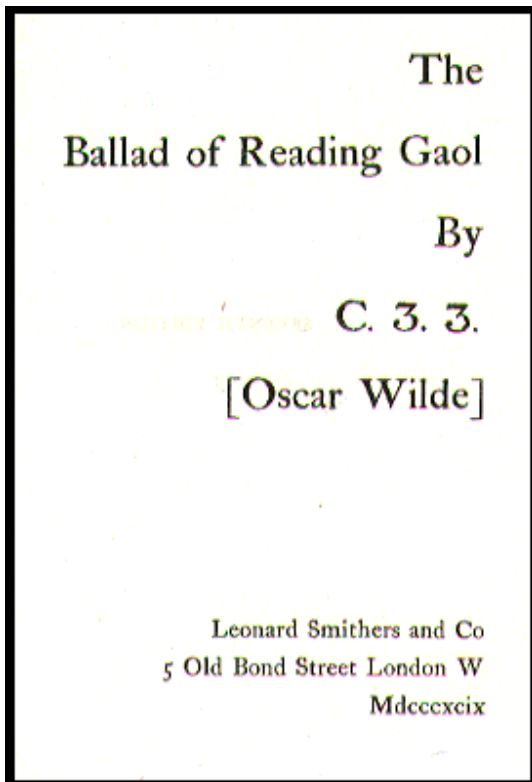 The
Ballad of Reading Gaol
By
C. 3. 3.
[Oscar Wilde]
Leonard Smithers and Co
5 Old Bond Street London W
Mdcccxcix